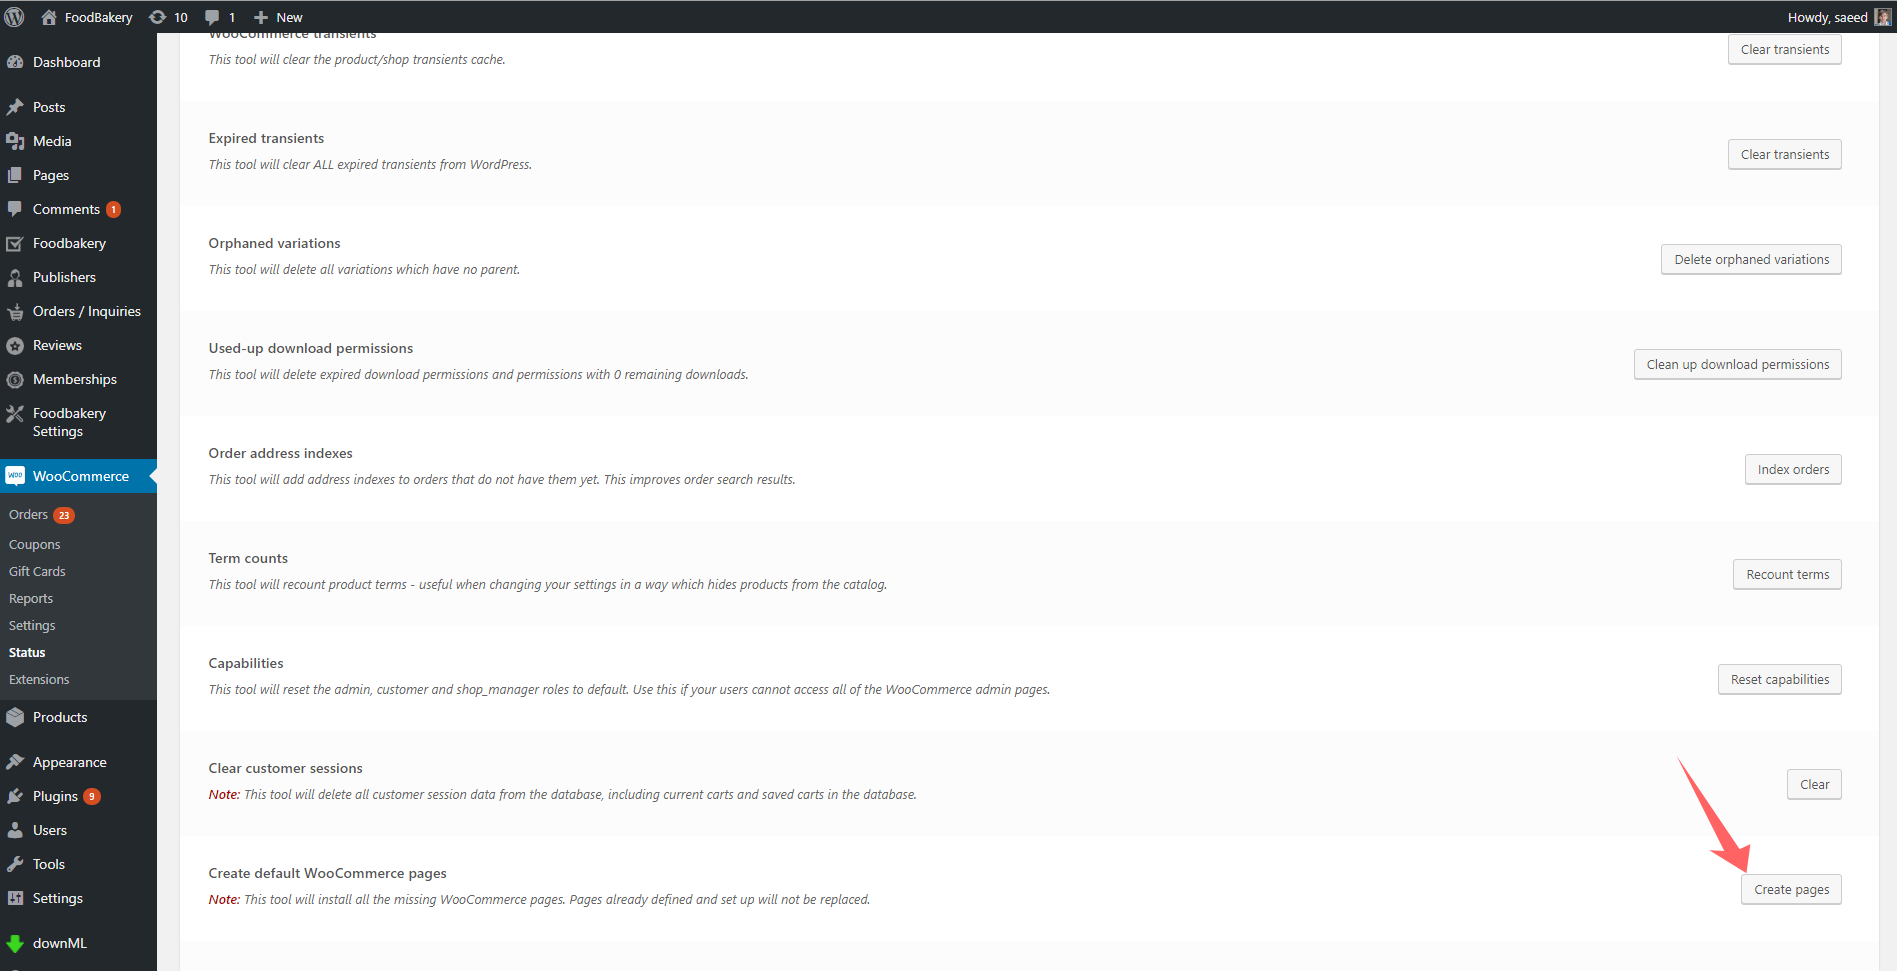 FoodBakery 10 1 New Howdy, saeed
Dashboard
Posts
Media
Pages
Comments 1
Foodbakery
Publishers
Orders / Inquiries
Reviews
Memberships
Foodbakery
Settings
woo WooCommerce
Orders 23
Coupons
Gift Cards
Reports
Settings
Status
Extensions
Products
Appearance
Plugins 9
Users
Tools
Settings
downML
WooCommerce transients
This tool will clear the product/shop transients cache.
Clear transients
Expired transients
This tool will clear ALL expired transients from WordPress.
Clear transients
Orphaned variations
This tool will delete all variations which have no parent.
Delete orphaned variations
Used-up download permissions
This tool will delete expired download permissions and permissions with 0 remaining downloads.
Clean up download permissions
Order address indexes
This tool will add address indexes to orders that do not have them yet. This improves order search results.
Index orders
Term counts
This tool will recount product terms - useful when changing your settings in a way which hides products from the catalog.
Recount terms
Capabilities
This tool will reset the admin, customer and shop_manager roles to default. Use this if your users cannot access all of the WooCommerce admin pages.
Reset capabilities
Clear customer sessions
Note: This tool will delete all customer session data from the database, including current carts and saved carts in the database.
Clear
Create default WooCommerce pages
Note: This tool will install all the missing WooCommerce pages. Pages already defined and set up will not be replaced.
Create pages